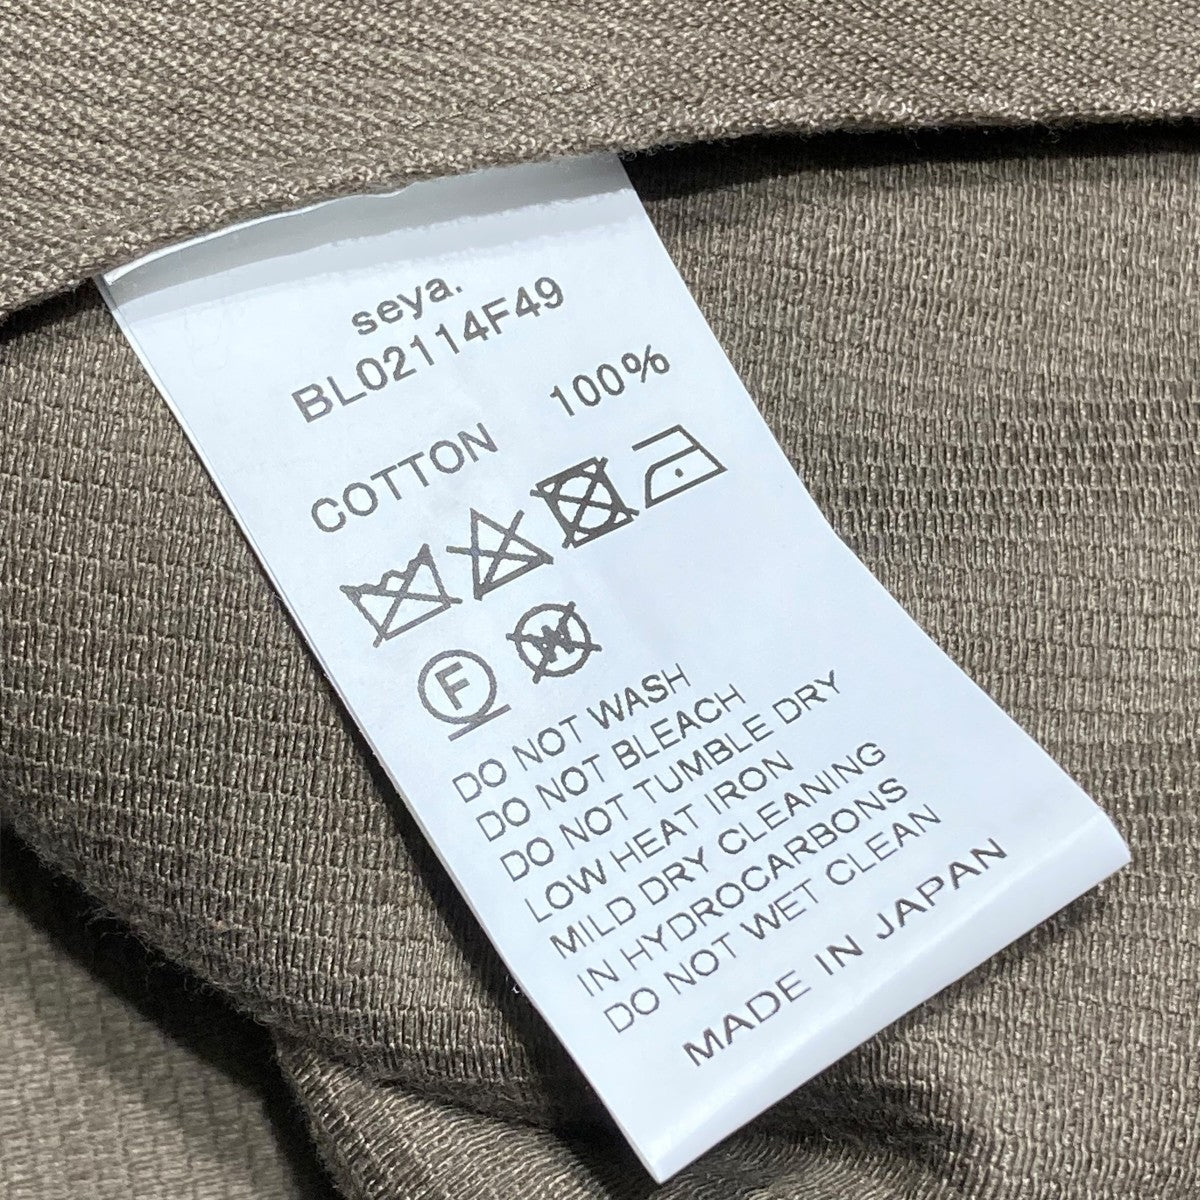 seya.
BL02114F49
COTTON 100%
F W
DO NOT WASH
DO NOT BLEACH
DO NOT TUMBLE DRY
LOW HEAT IRON
MILD DRY CLEANING
IN HYDROCARBONS
DO NOT WET CLEAN
MADE IN JAPAN